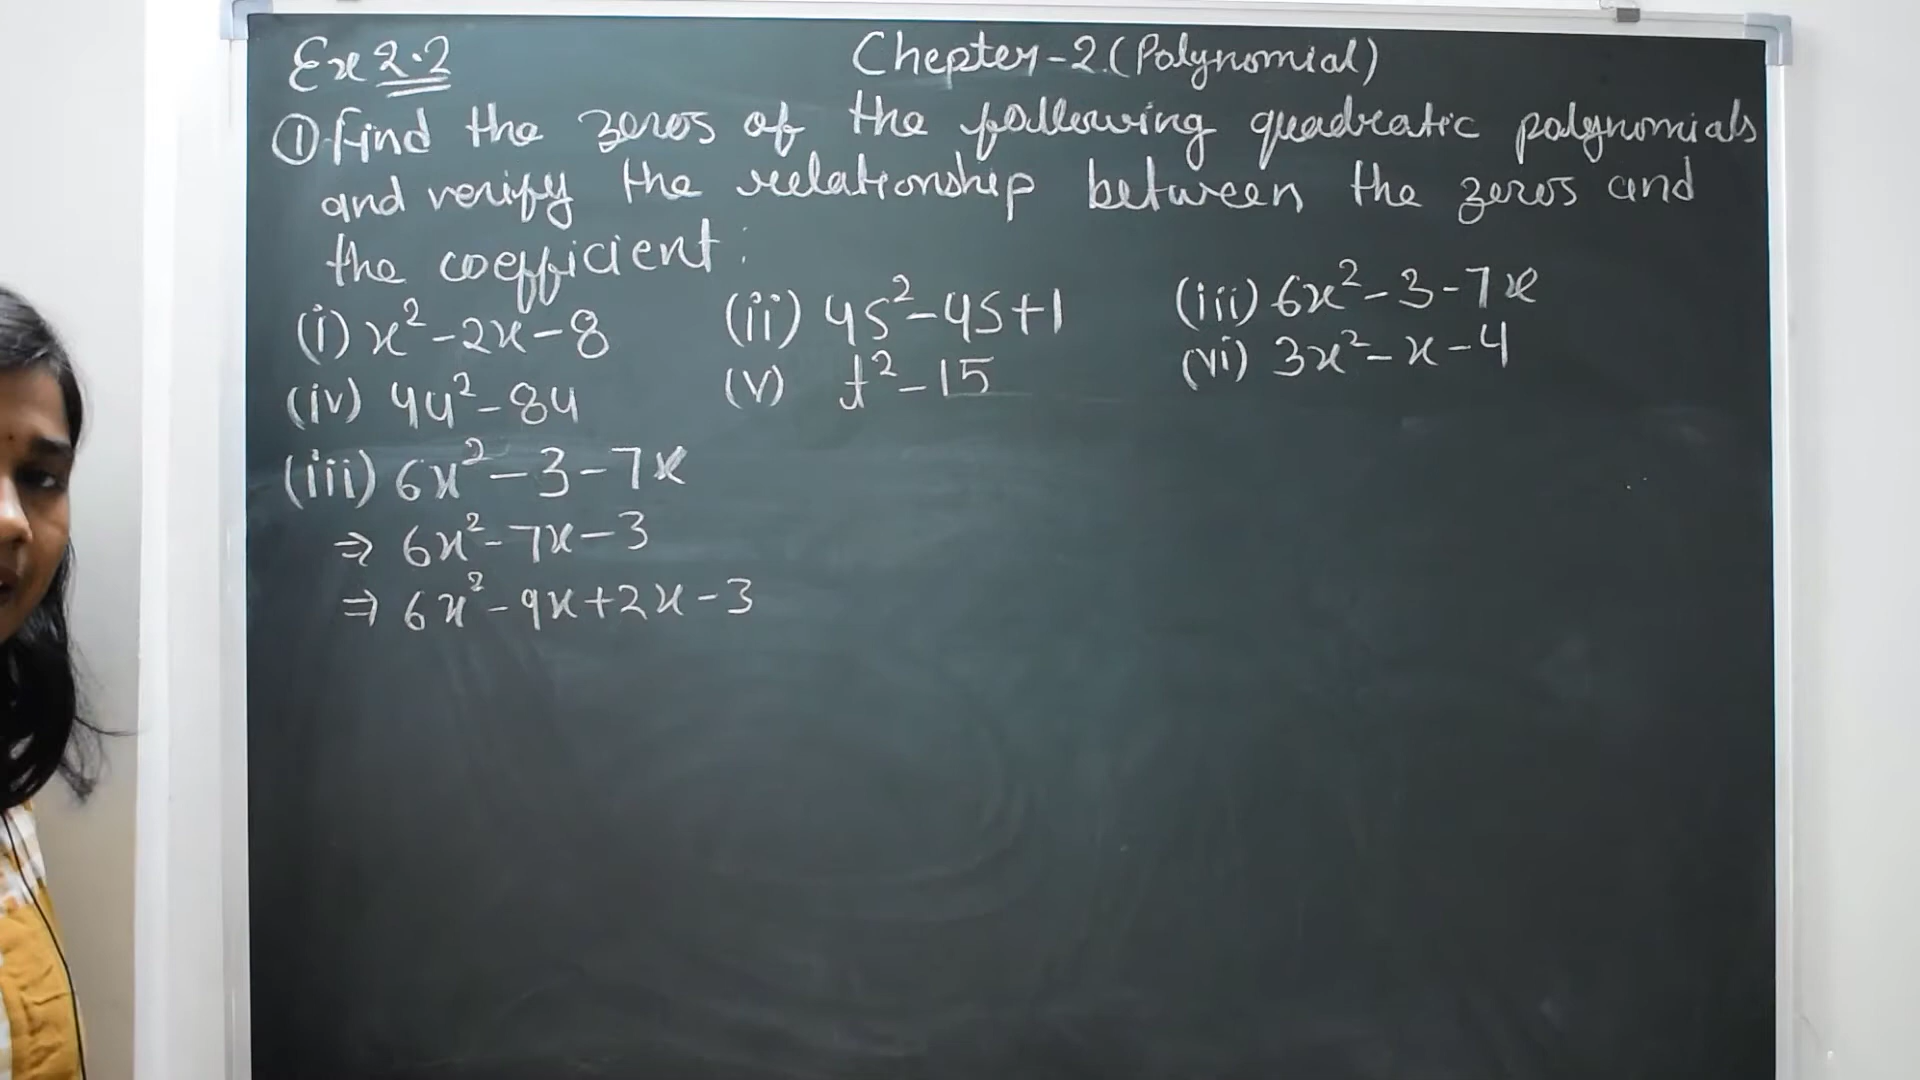 Ex 2.2 Chepter-2.(Polynomial)
① Find the zeros of the following quadratic polynomials
and verify the relationship between the zeros and
the coefficient:
(i) x²-2x-8 (ii) 4s²-4s+1 (iii) 6x²-3-7x
(iv) 4u²-8u (v) t²-15 (vi) 3x²-x-4
(iii) 6x²-3-7x
⇒ 6x²-7x-3
⇒ 6x²-9x+2x-3